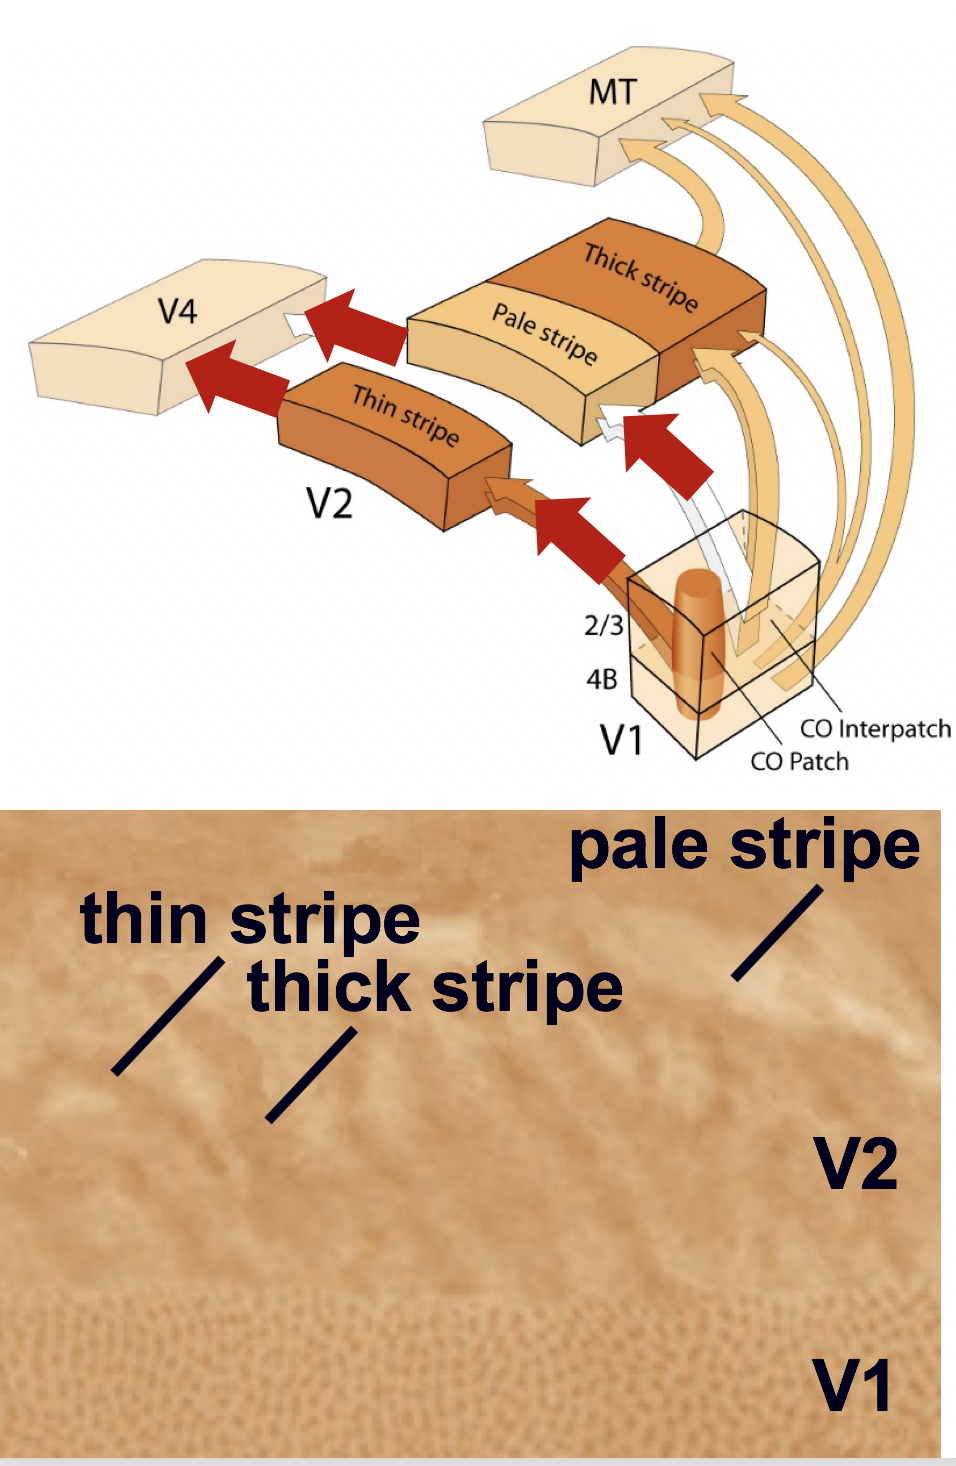 MT
Thick stripe
V4
Pale stripe
Thin stripe
V2
2/3
4B
CO Interpatch
V1
CO Patch
pale stripe
thin stripe
thick stripe
V2
V1